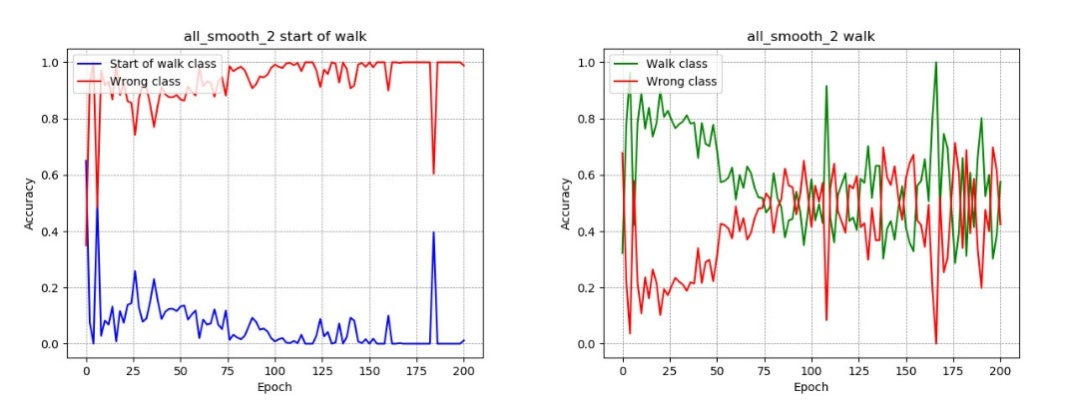 all_smooth_2 start of walk
Start of walk class
Wrong class
1.0
0.8
0.6
0.4
0.2
0.0
Accuracy
0 25 50 75 100 125 150 175 200
Epoch
all_smooth_2 walk
Walk class
Wrong class
1.0
0.8
0.6
0.4
0.2
0.0
Accuracy
0 25 50 75 100 125 150 175 200
Epoch